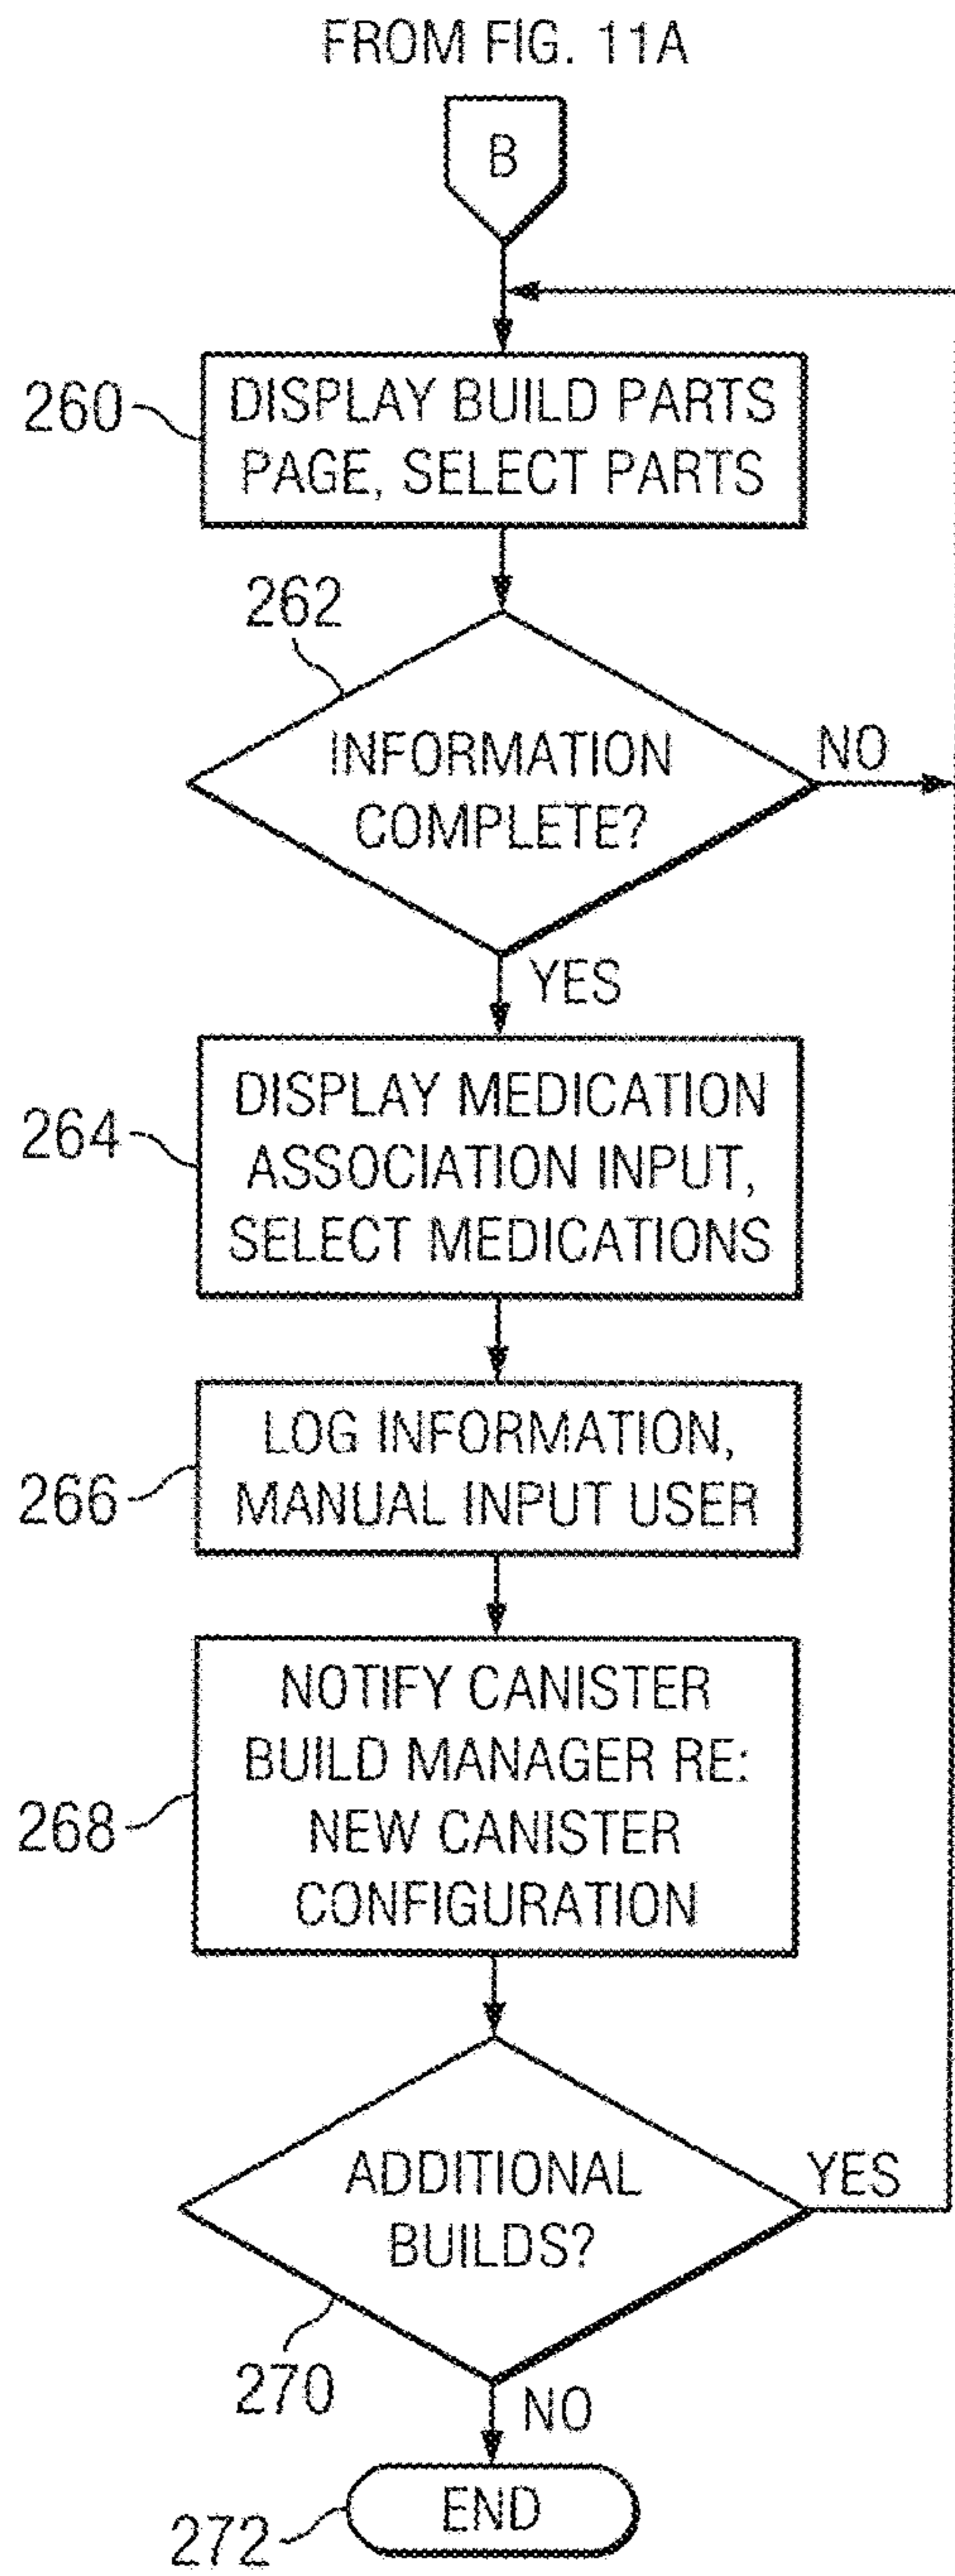 FROM FIG. 11A
B
260
DISPLAY BUILD PARTS
PAGE, SELECT PARTS
262
INFORMATION
COMPLETE?
NO
YES
264
DISPLAY MEDICATION
ASSOCIATION INPUT,
SELECT MEDICATIONS
266
LOG INFORMATION,
MANUAL INPUT USER
268
NOTIFY CANISTER
BUILD MANAGER RE:
NEW CANISTER
CONFIGURATION
ADDITIONAL
BUILDS?
YES
270
NO
272
END